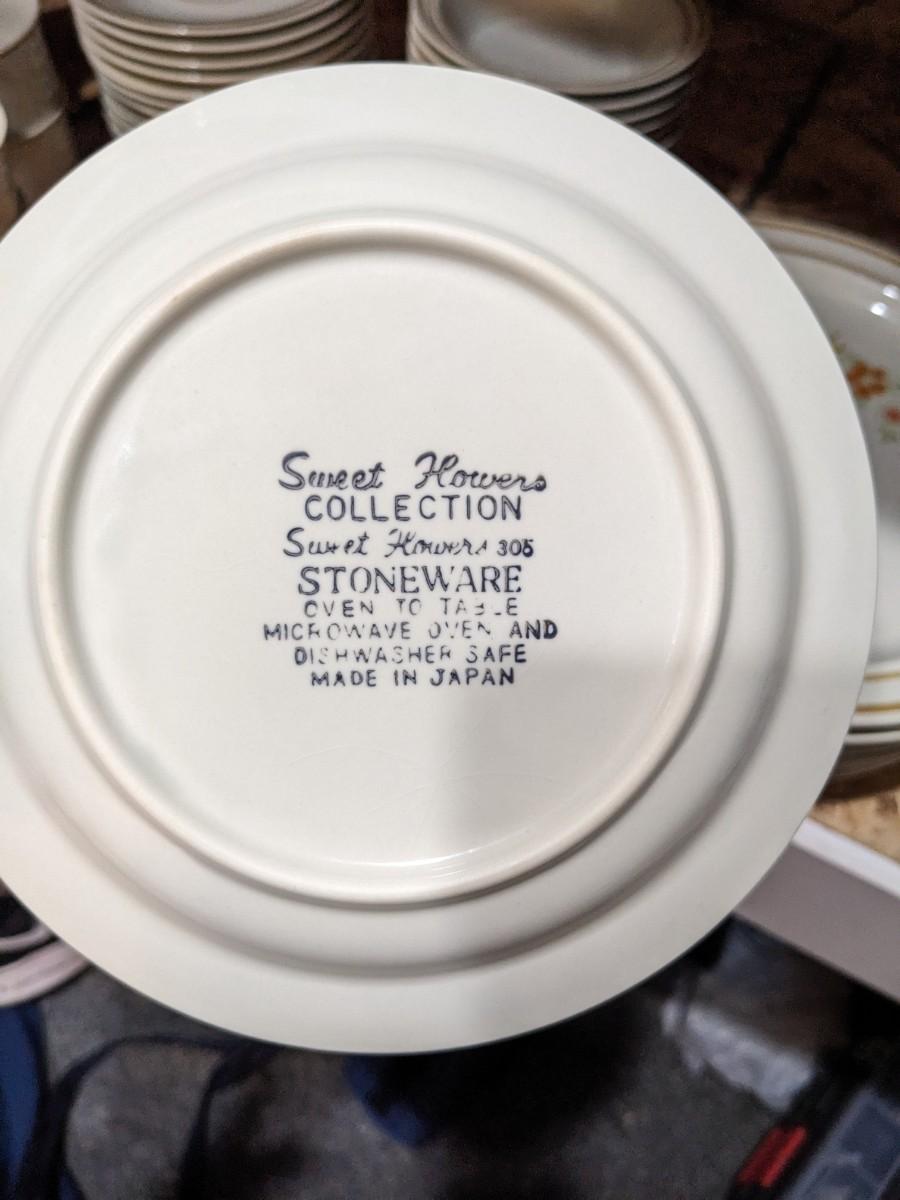 Sweet Flowers
COLLECTION
Sweet Flowers 305
STONEWARE
OVEN TO TABLE
MICROWAVE OVEN AND
DISHWASHER SAFE
MADE IN JAPAN